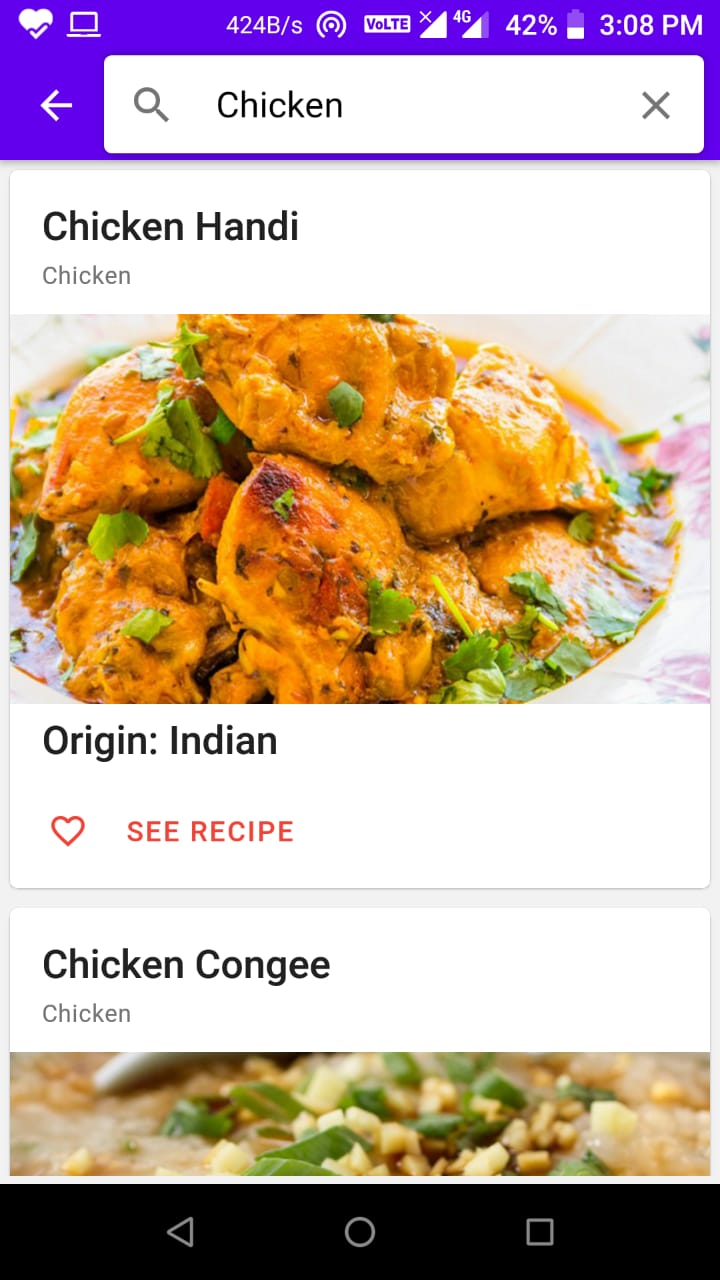 424B/s VoLTE 4G 42% 3:08 PM
Chicken
Chicken Handi
Chicken
Origin: Indian
SEE RECIPE
Chicken Congee
Chicken